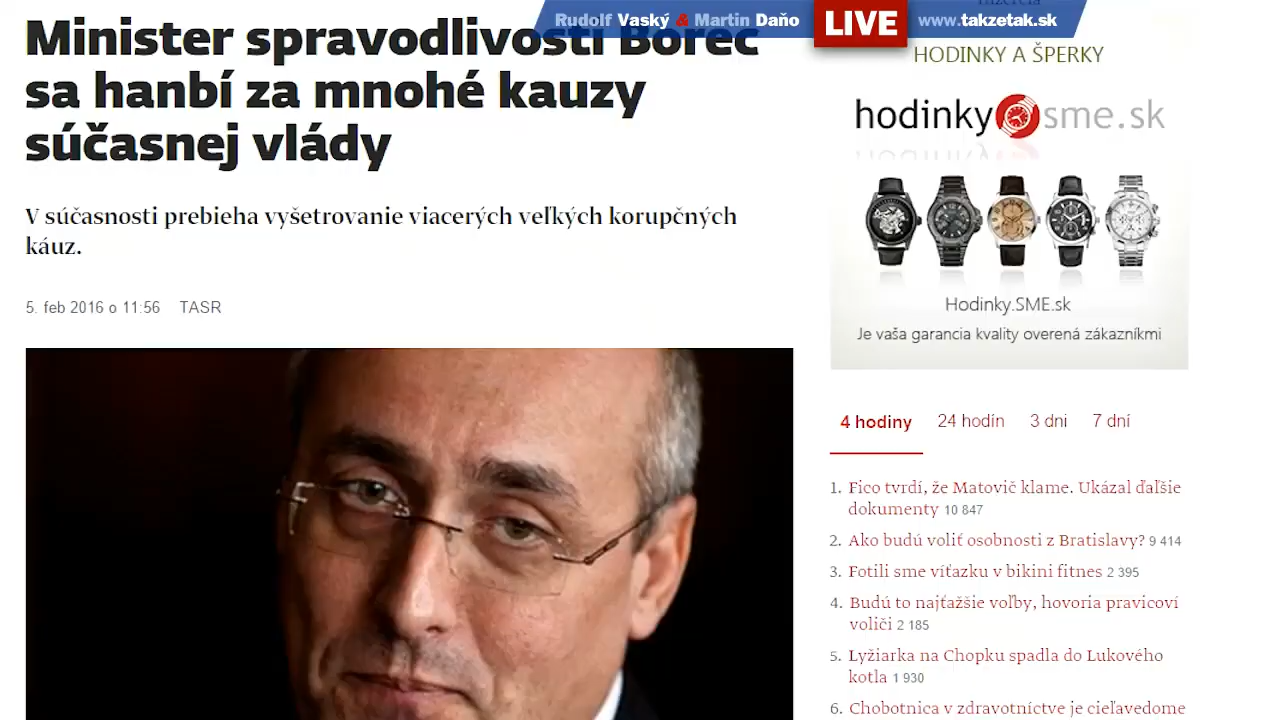 Rudolf Vaský & Martin Daňo LIVE www.takzetak.sk
Minister spravodlivosti Borec
sa hanbí za mnohé kauzy
súčasnej vlády
V súčasnosti prebieha vyšetrovanie viacerých veľkých korupčných
káuz.
5. feb 2016 o 11:56 TASR
HODINKY A ŠPERKY
hodinky sme.sk
Hodinky.SME.sk
Je vaša garancia kvality overená zákazníkmi
4 hodiny 24 hodín 3 dni 7 dní
1. Fico tvrdí, že Matovič klame. Ukázal ďaľšie
dokumenty 10 847
2. Ako budú voliť osobnosti z Bratislavy? 9 414
3. Fotili sme víťazku v bikini fitnes 2 395
4. Budú to najťažšie voľby, hovoria pravicoví
voliči 2 185
5. Lyžiarka na Chopku spadla do Lukového
kotla 1 930
6. Chobotnica v zdravotníctve je cieľavedome